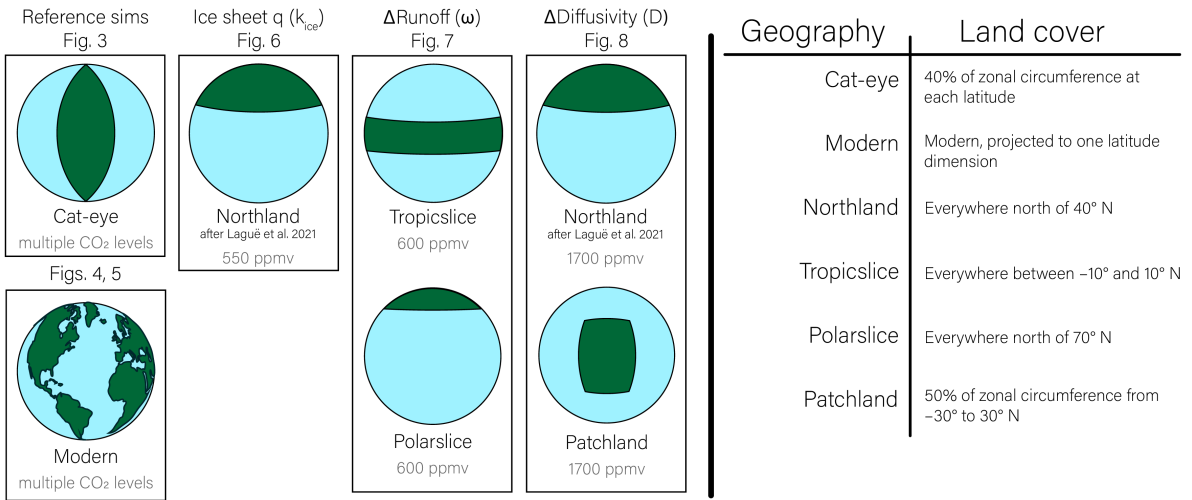 Reference sims
Fig. 3
Cat-eye
multiple CO₂ levels
Figs. 4, 5
Modern
multiple CO₂ levels
Ice sheet q (k_ice)
Fig. 6
Northland
after Laguë et al. 2021
550 ppmv
ΔRunoff (ω)
Fig. 7
Tropicslice
600 ppmv
Polarslice
600 ppmv
ΔDiffusivity (D)
Fig. 8
Northland
after Laguë et al. 2021
1700 ppmv
Patchland
1700 ppmv
Geography Land cover
Cat-eye 40% of zonal circumference at
each latitude
Modern Modern, projected to one latitude
dimension
Northland Everywhere north of 40° N
Tropicslice Everywhere between –10° and 10° N
Polarslice Everywhere north of 70° N
Patchland 50% of zonal circumference from
–30° to 30° N